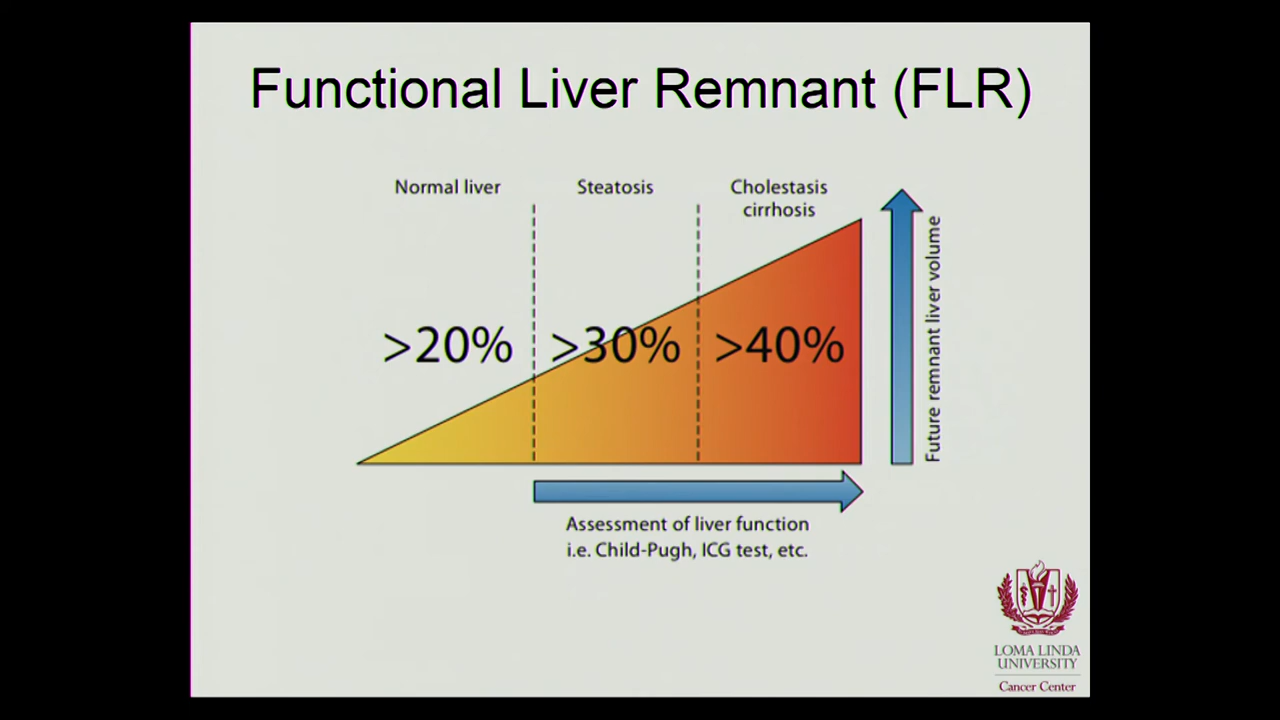 Functional Liver Remnant (FLR)
Normal liver
Steatosis
Cholestasis
cirrhosis
>20%
>30%
>40%
Future remnant liver volume
Assessment of liver function
i.e. Child-Pugh, ICG test, etc.
LOMA LINDA
UNIVERSITY
Cancer Center